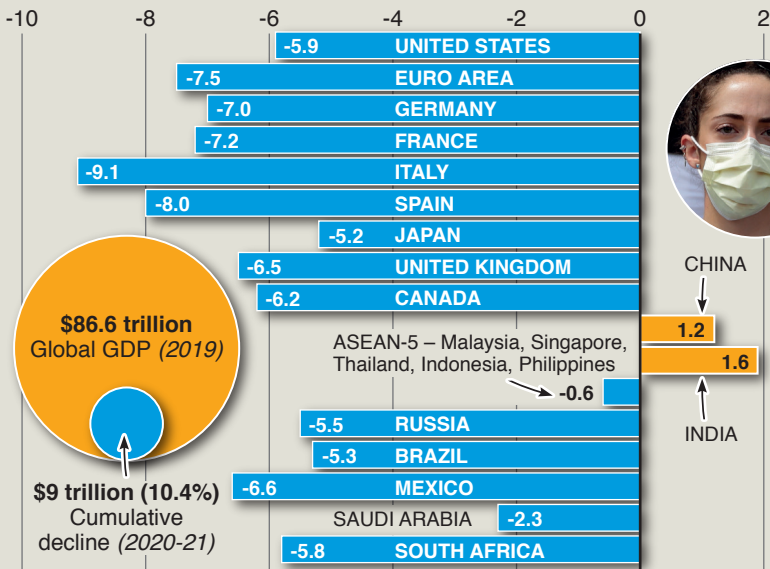 -10 -8 -6 -4 -2 0 2
-5.9 UNITED STATES
-7.5 EURO AREA
-7.0 GERMANY
-7.2 FRANCE
-9.1 ITALY
-8.0 SPAIN
-5.2 JAPAN
-6.5 UNITED KINGDOM
-6.2 CANADA
CHINA
1.2
1.6
INDIA
ASEAN-5 – Malaysia, Singapore,
Thailand, Indonesia, Philippines
-0.6
-5.5 RUSSIA
-5.3 BRAZIL
-6.6 MEXICO
SAUDI ARABIA -2.3
-5.8 SOUTH AFRICA
$86.6 trillion
Global GDP (2019)
$9 trillion (10.4%)
Cumulative
decline (2020-21)